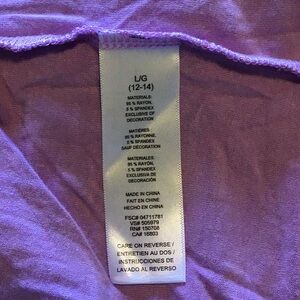 L/G
(12-14)
MATERIALS:
95 % RAYON,
5 % SPANDEX
EXCLUSIVE OF
DECORATION
MATIÈRES:
95 % RAYONNE,
5 % SPANDEX
SAUF DÉCORATION
MATERIALES:
95 % RAYÓN,
5 % SPANDEX
EXCLUSIVA DE
DECORACIÓN
MADE IN CHINA
FAIT EN CHINE
HECHO EN CHINA
FSC# 04711781
VS# 505979
RN# 150708
CA# 16803
CARE ON REVERSE /
ENTRETIEN AU DOS /
INSTRUCCIONES DE
LAVADO AL REVERSO